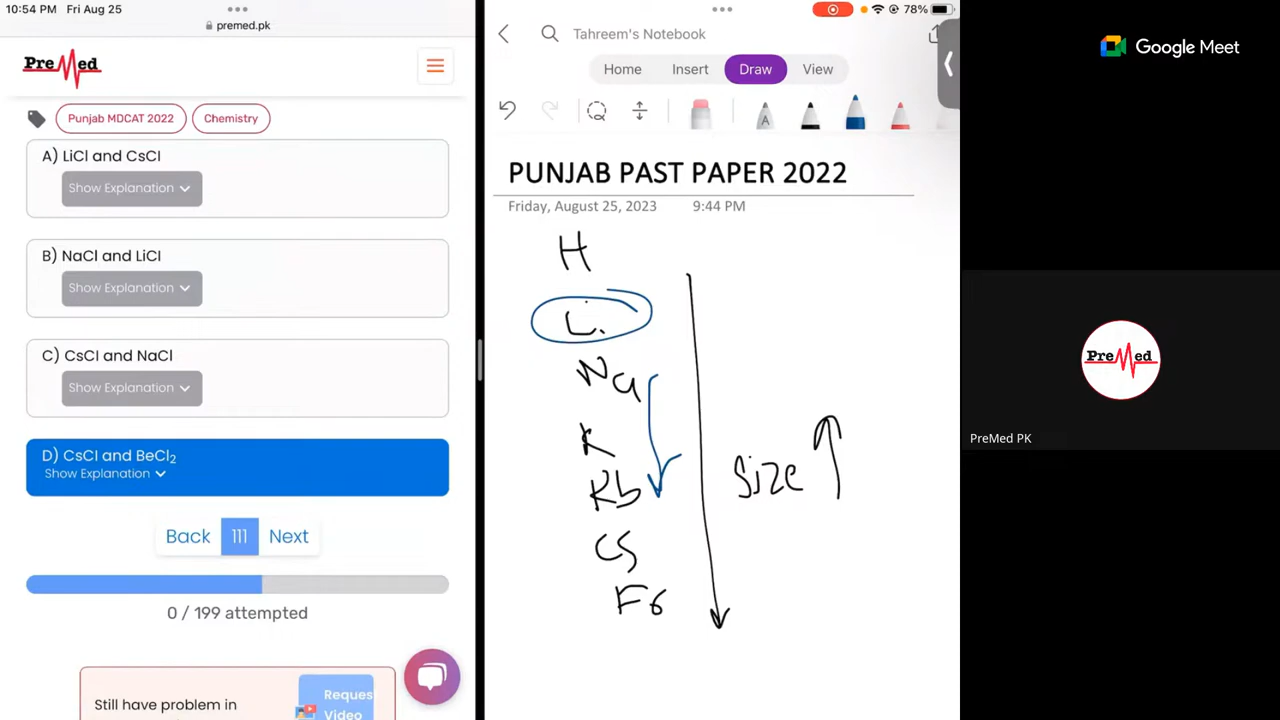 10:54 PM Fri Aug 25
premed.pk
PreMed
Punjab MDCAT 2022
Chemistry
A) LiCl and CsCl
Show Explanation
B) NaCl and LiCl
Show Explanation
C) CsCl and NaCl
Show Explanation
D) CsCl and BeCl₂
Show Explanation
Back
111
Next
0 / 199 attempted
Still have problem in
Reques
Video
78%
Tahreem's Notebook
Home
Insert
Draw
View
A
PUNJAB PAST PAPER 2022
Friday, August 25, 2023 9:44 PM
H
Li
Na
K
Rb
Cs
Fr
Size
Google Meet
PreMed
PreMed PK